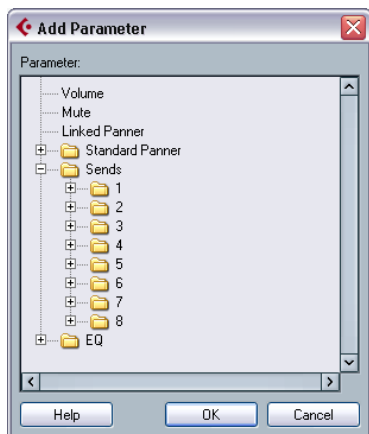 Add Parameter
Parameter:
Volume
Mute
Linked Panner
Standard Panner
Sends
1
2
3
4
5
6
7
8
EQ
Help OK Cancel